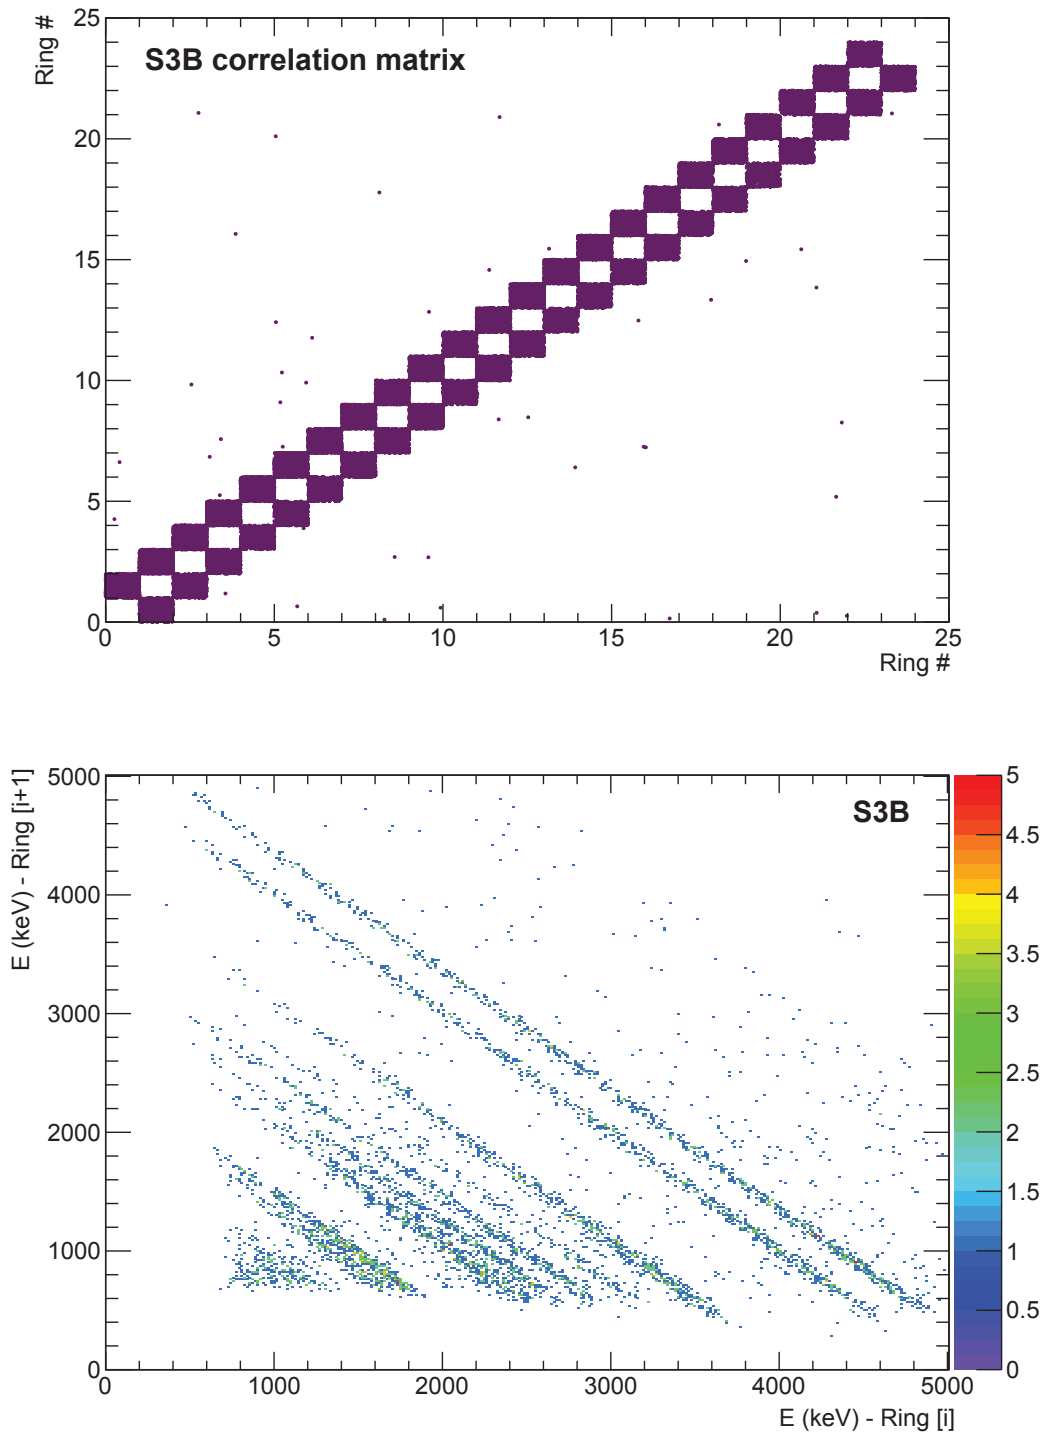 Ring #
S3B correlation matrix
25
20
15
10
5
0
0 5 10 15 20 25
Ring #
E (keV) - Ring [i+1]
S3B
5000
4000
3000
2000
1000
0
0 1000 2000 3000 4000 5000
E (keV) - Ring [i]
5
4.5
4
3.5
3
2.5
2
1.5
1
0.5
0